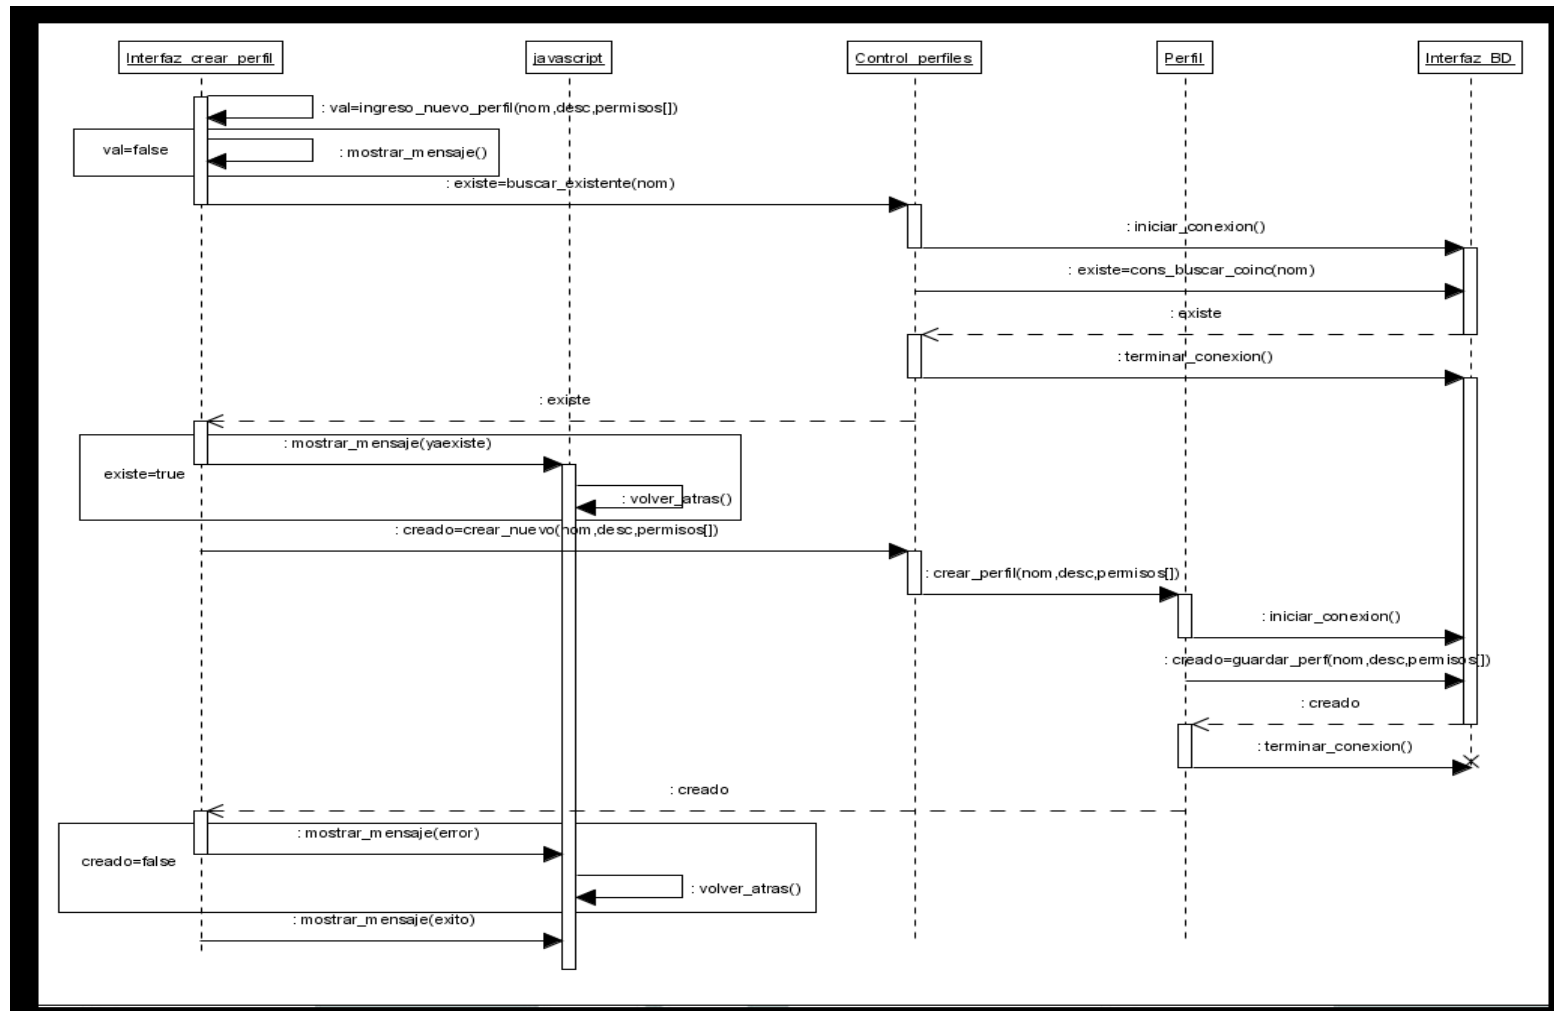 Interfaz_crear_perfil
javascript
Control_perfiles
Perfil
Interfaz_BD
: val=ingreso_nuevo_perfil(nom,desc,permisos[])
val=false
: mostrar_mensaje()
: existe=buscar_existente(nom)
: iniciar_conexion()
: existe=cons_buscar_coinc(nom)
: existe
: terminar_conexion()
: existe
: mostrar_mensaje(yaexiste)
existe=true
: volver_atras()
: creado=crear_nuevo(nom,desc,permisos[])
: crear_perfil(nom,desc,permisos[])
: iniciar_conexion()
: creado=guardar_perf(nom,desc,permisos[])
: creado
: terminar_conexion()
: creado
: mostrar_mensaje(error)
creado=false
: volver_atras()
: mostrar_mensaje(exito)